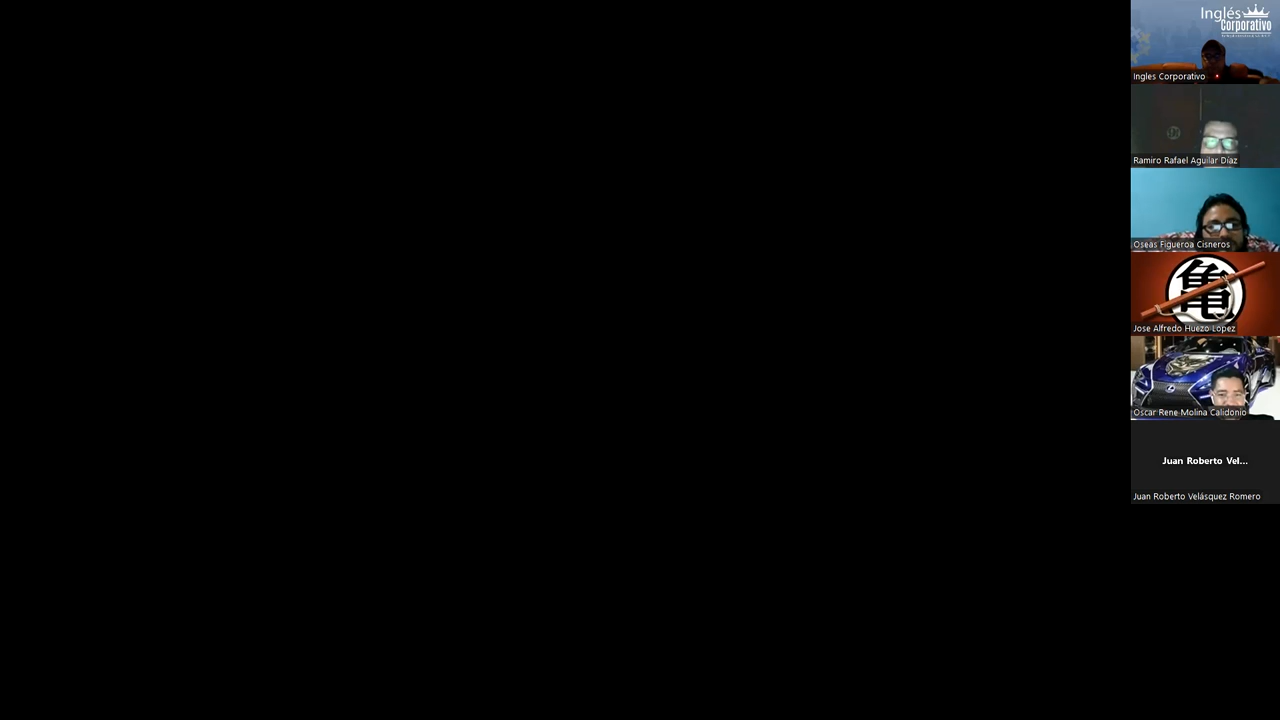 Inglés
Corporativo
Ingles Corporativo
Ramiro Rafael Aguilar Díaz
Oseas Figueroa Cisneros
亀
Jose Alfredo Huezo Lopez
Oscar Rene Molina Calidonio
Juan Roberto Vel...
Juan Roberto Velásquez Romero